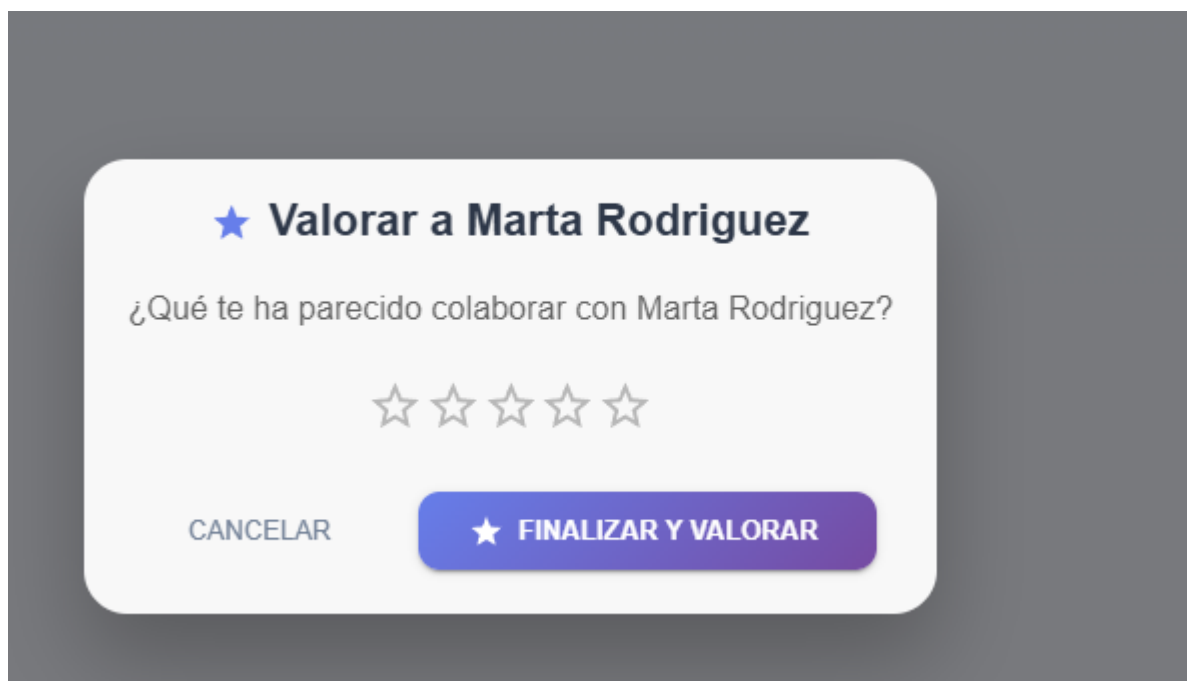 Valorar a Marta Rodriguez
¿Qué te ha parecido colaborar con Marta Rodriguez?
CANCELAR
FINALIZAR Y VALORAR